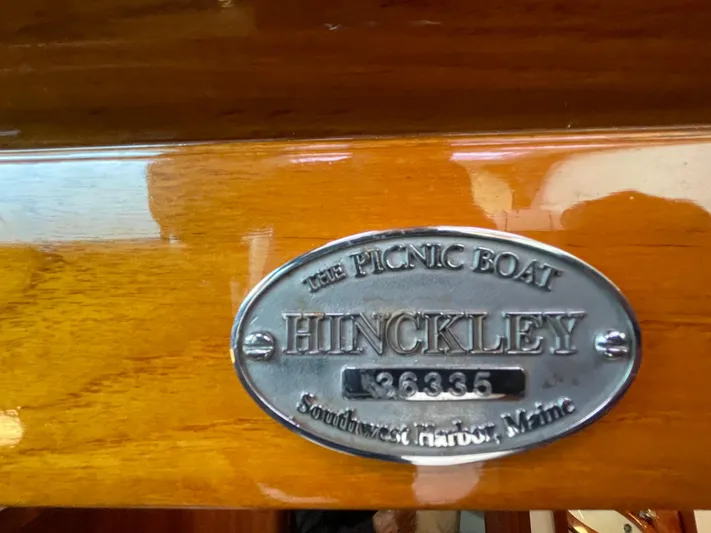 THE PICNIC BOAT
HINCKLEY
36335
Southwest Harbor, Maine